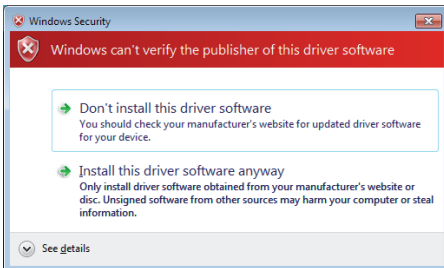 Windows Security
Windows can't verify the publisher of this driver software
Don't install this driver software
You should check your manufacturer's website for updated driver software
for your device.
Install this driver software anyway
Only install driver software obtained from your manufacturer's website or
disc. Unsigned software from other sources may harm your computer or steal
information.
See details